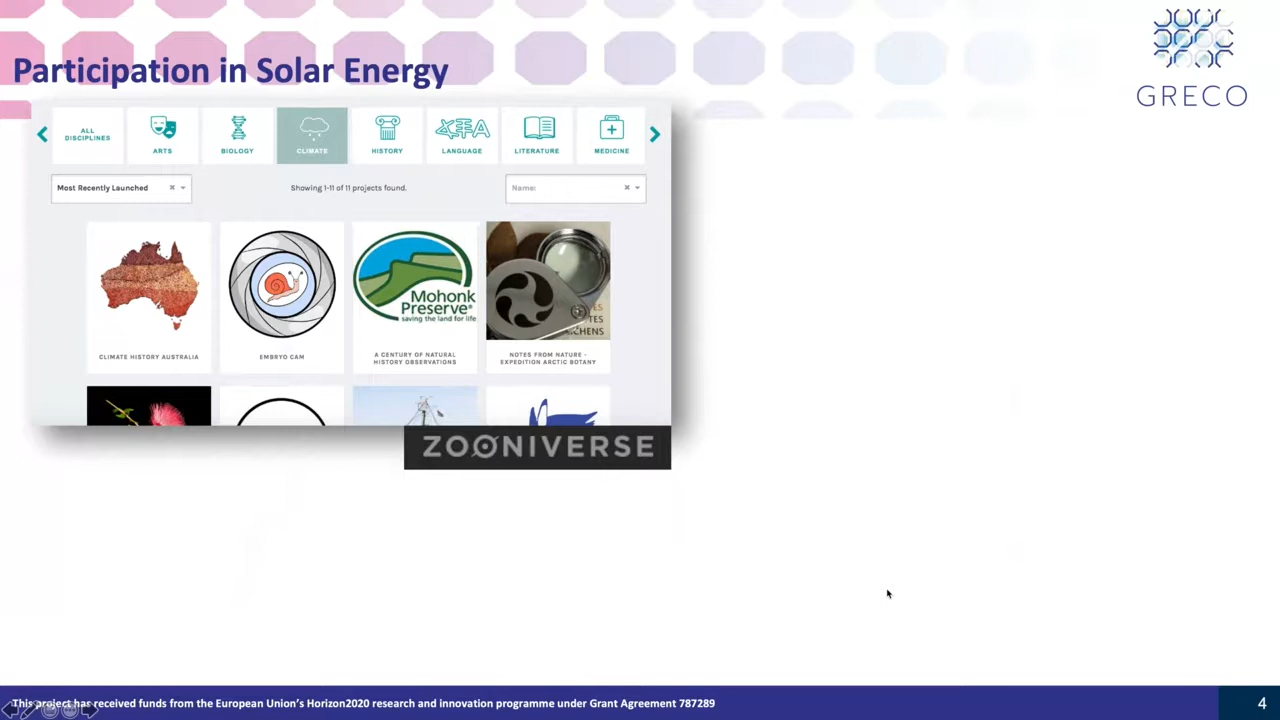 Participation in Solar Energy
GRECO
ALL
DISCIPLINES
ARTS
BIOLOGY
CLIMATE
HISTORY
LANGUAGE
LITERATURE
MEDICINE
Most Recently Launched
Showing 1-11 of 11 projects found.
Name:
Mohonk
Preserve®
saving the land for life
CLIMATE HISTORY AUSTRALIA
EMBRYO CAM
A CENTURY OF NATURAL
HISTORY OBSERVATIONS
NOTES FROM NATURE -
EXPEDITION ARCTIC BOTANY
ZOONIVERSE
This project has received funds from the European Union's Horizon2020 research and innovation programme under Grant Agreement 787289
4